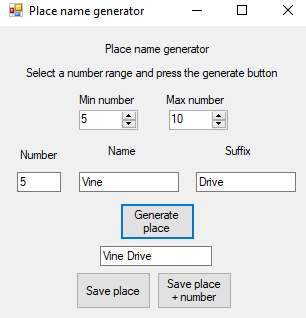 Place name generator
Place name generator
Select a number range and press the generate button
Min number Max number
5 10
Number Name Suffix
5 Vine Drive
Generate
place
Vine Drive
Save place Save place
+ number